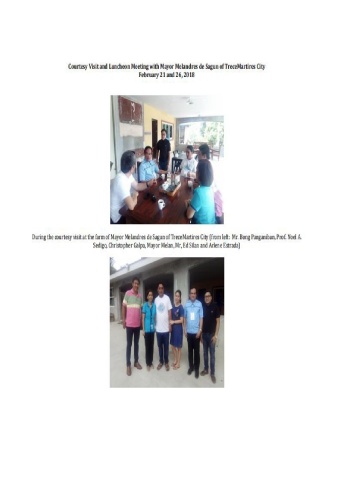 Courtesy Visit and Luncheon Meeting with Mayor Melandres de Sagun of TreceMartires City
February 23 and 26, 2018
During the courtesy visit at the farm of Mayor Melandres de Sagun of TreceMartires City (from left: Mr. Bong Pangandian, Prof. Noel A.
Sedigo, Christopher Galpo, Mayor Melan, Mr, Ed Silan and Arlene Estrada)